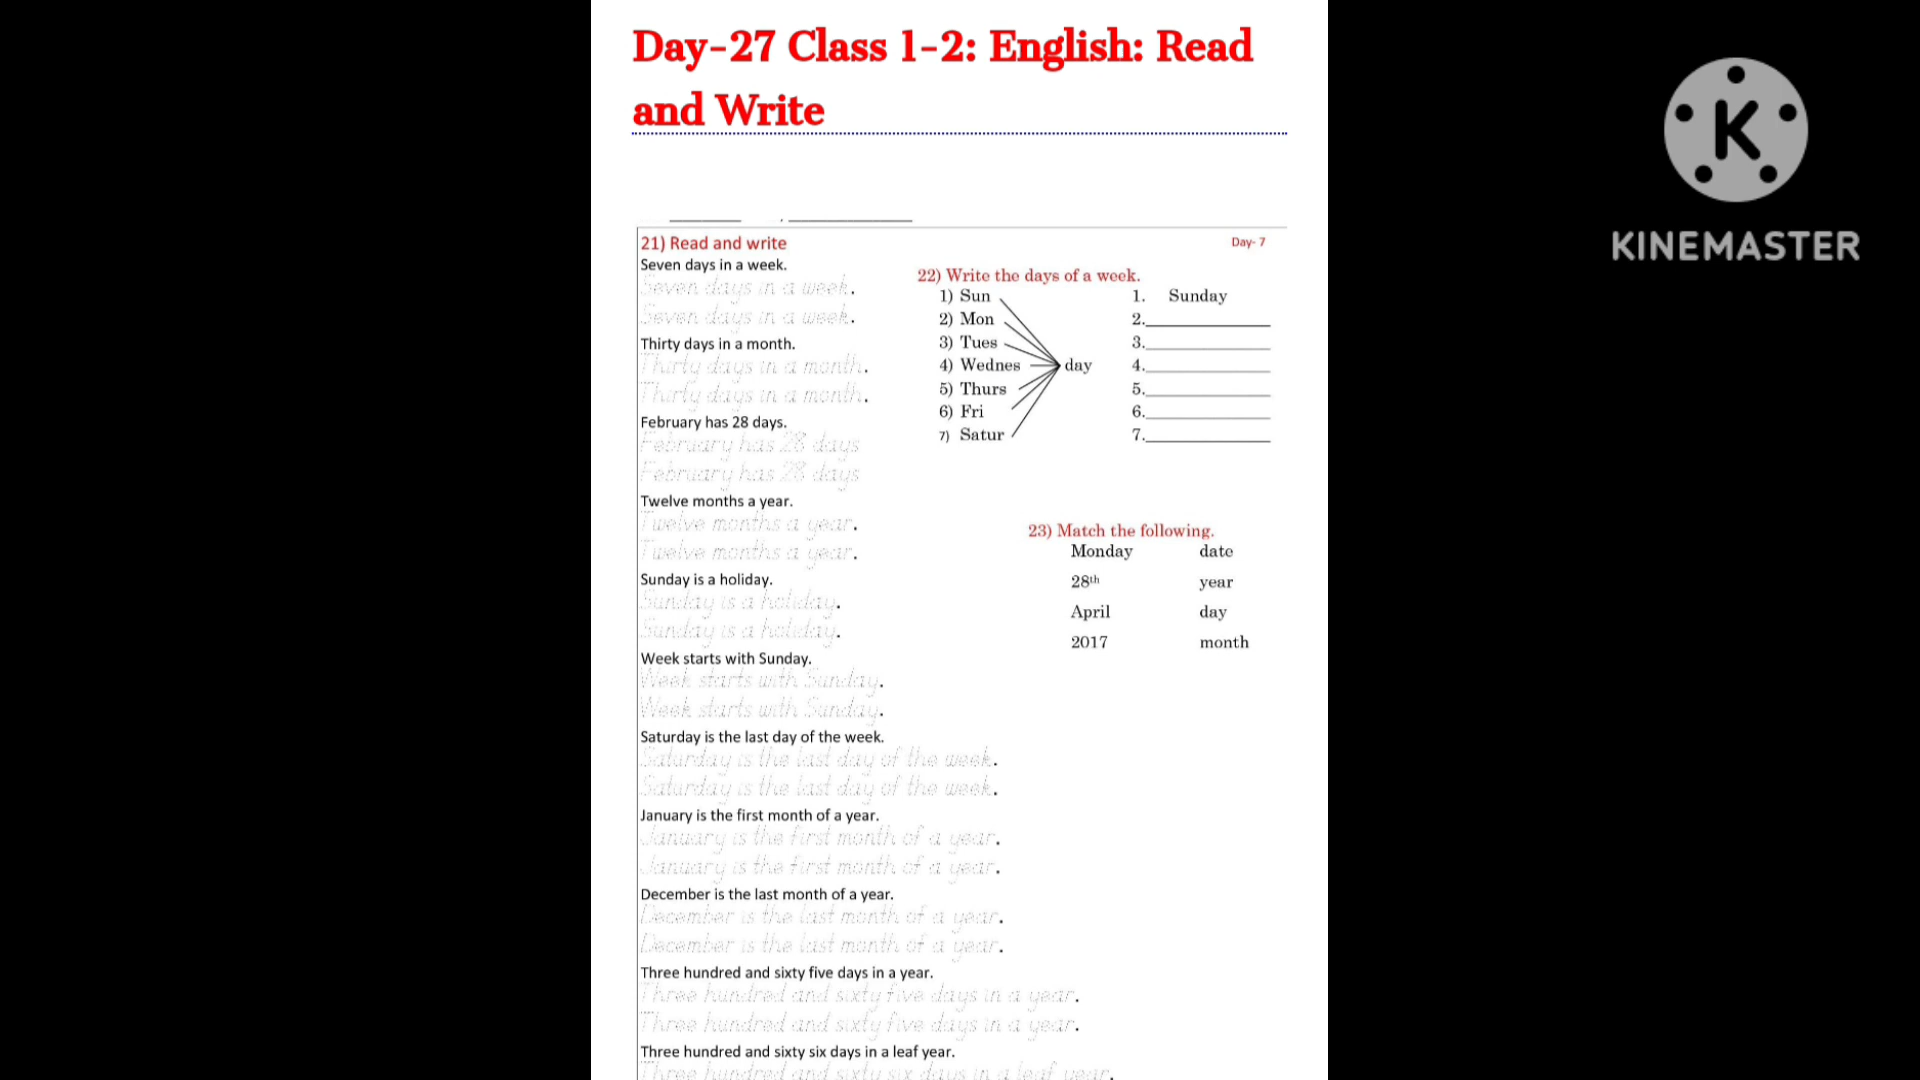 Day-27 Class 1-2: English: Read
and Write
K
KINEMASTER
21) Read and write
Day- 7
Seven days in a week.
Seven days in a week.
Seven days in a week.
Thirty days in a month.
Thirty days in a month.
Thirty days in a month.
February has 28 days.
February has 28 days
February has 28 days
Twelve months a year.
Twelve months a year.
Twelve months a year.
Sunday is a holiday.
Sunday is a holiday.
Sunday is a holiday.
Week starts with Sunday.
Week starts with Sunday.
Week starts with Sunday.
Saturday is the last day of the week.
Saturday is the last day of the week.
Saturday is the last day of the week.
January is the first month of a year.
January is the first month of a year.
January is the first month of a year.
December is the last month of a year.
December is the last month of a year.
December is the last month of a year.
Three hundred and sixty five days in a year.
Three hundred and sixty five days in a year.
Three hundred and sixty five days in a year.
Three hundred and sixty six days in a leaf year.
Three hundred and sixty six days in a leaf year.
22) Write the days of a week.
1) Sun 1. Sunday
2) Mon 2.
3) Tues 3.
4) Wednes day 4.
5) Thurs 5.
6) Fri 6.
7) Satur 7.
23) Match the following.
Monday date
28th year
April day
2017 month